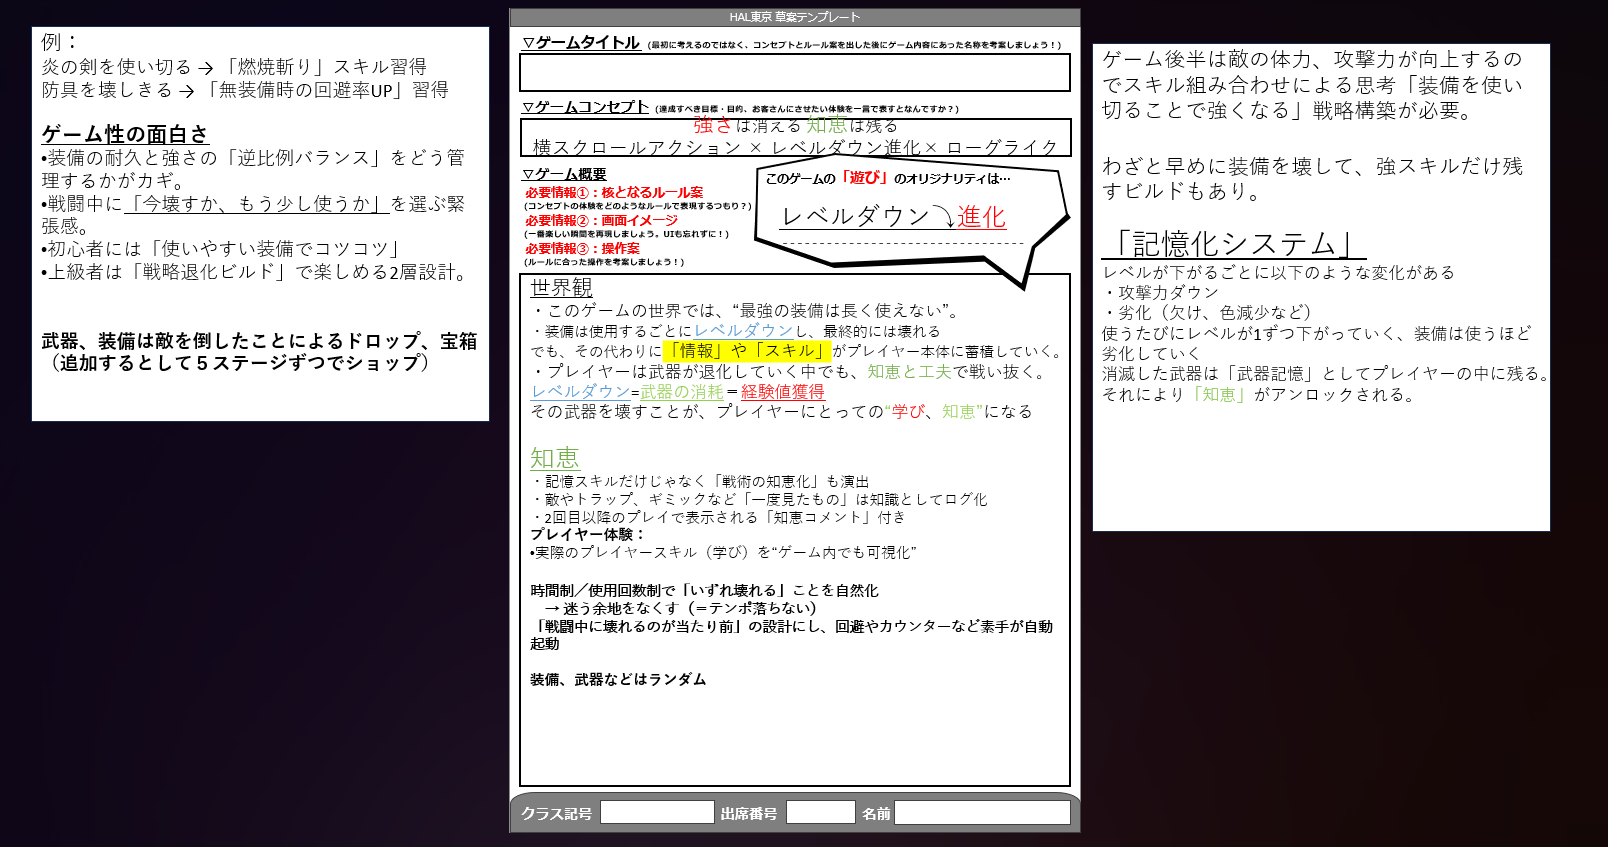 例：
炎の剣を使い切る → 「燃焼斬り」スキル習得
防具を壊しきる → 「無装備時の回避率UP」習得
ゲーム性の面白さ
•装備の耐久と強さの「逆比例バランス」をどう管
理するかがカギ。
•戦闘中に「今壊すか、もう少し使うか」を選ぶ緊
張感。
•初心者には「使いやすい装備でコツコツ」
•上級者は「戦略退化ビルド」で楽しめる2層設計。
武器、装備は敵を倒したことによるドロップ、宝箱
（追加するとして５ステージずつでショップ）
HAL東京 草案テンプレート
▽ゲームタイトル（最初に考えるのではなく、コンセプトとルール案を出した後にゲーム内容にあった名称を考案しましょう！）
▽ゲームコンセプト（達成すべき目標・目的、お客さんにさせたい体験を一言で表すとなんですか？）
強さは消える 知恵は残る
横スクロールアクション × レベルダウン進化× ローグライク
▽ゲーム概要
必要情報①：核となるルール案
（コンセプトの体験をどのようなルールで表現するつもり？）
必要情報②：画面イメージ
（一番楽しい瞬間を再現しましょう。UIも忘れずに！）
必要情報③：操作案
（ルールに合った操作を考案しましょう！）
このゲームの「遊び」のオリジナリティは…
レベルダウン⤵進化
世界観
・このゲームの世界では、“最強の装備は長く使えない”。
・装備は使用するごとにレベルダウンし、最終的には壊れる
でも、その代わりに「情報」や「スキル」がプレイヤー本体に蓄積していく。
・プレイヤーは武器が退化していく中でも、知恵と工夫で戦い抜く。
レベルダウン=武器の消耗＝経験値獲得
その武器を壊すことが、プレイヤーにとっての“学び、知恵”になる
知恵
・記憶スキルだけじゃなく「戦術の知恵化」も演出
・敵やトラップ、ギミックなど「一度見たもの」は知識としてログ化
・2回目以降のプレイで表示される「知恵コメント」付き
プレイヤー体験：
•実際のプレイヤースキル（学び）を“ゲーム内でも可視化”
時間制／使用回数制で「いずれ壊れる」ことを自然化
→ 迷う余地をなくす（＝テンポ落ちない）
「戦闘中に壊れるのが当たり前」の設計にし、回避やカウンターなど素手が自動
起動
装備、武器などはランダム
クラス記号 出席番号 名前
ゲーム後半は敵の体力、攻撃力が向上するの
でスキル組み合わせによる思考「装備を使い
切ることで強くなる」戦略構築が必要。
わざと早めに装備を壊して、強スキルだけ残
すビルドもあり。
「記憶化システム」
レベルが下がるごとに以下のような変化がある
・攻撃力ダウン
・劣化（欠け、色減少など）
使うたびにレベルが1ずつ下がっていく、装備は使うほど
劣化していく
消滅した武器は「武器記憶」としてプレイヤーの中に残る。
それにより「知恵」がアンロックされる。